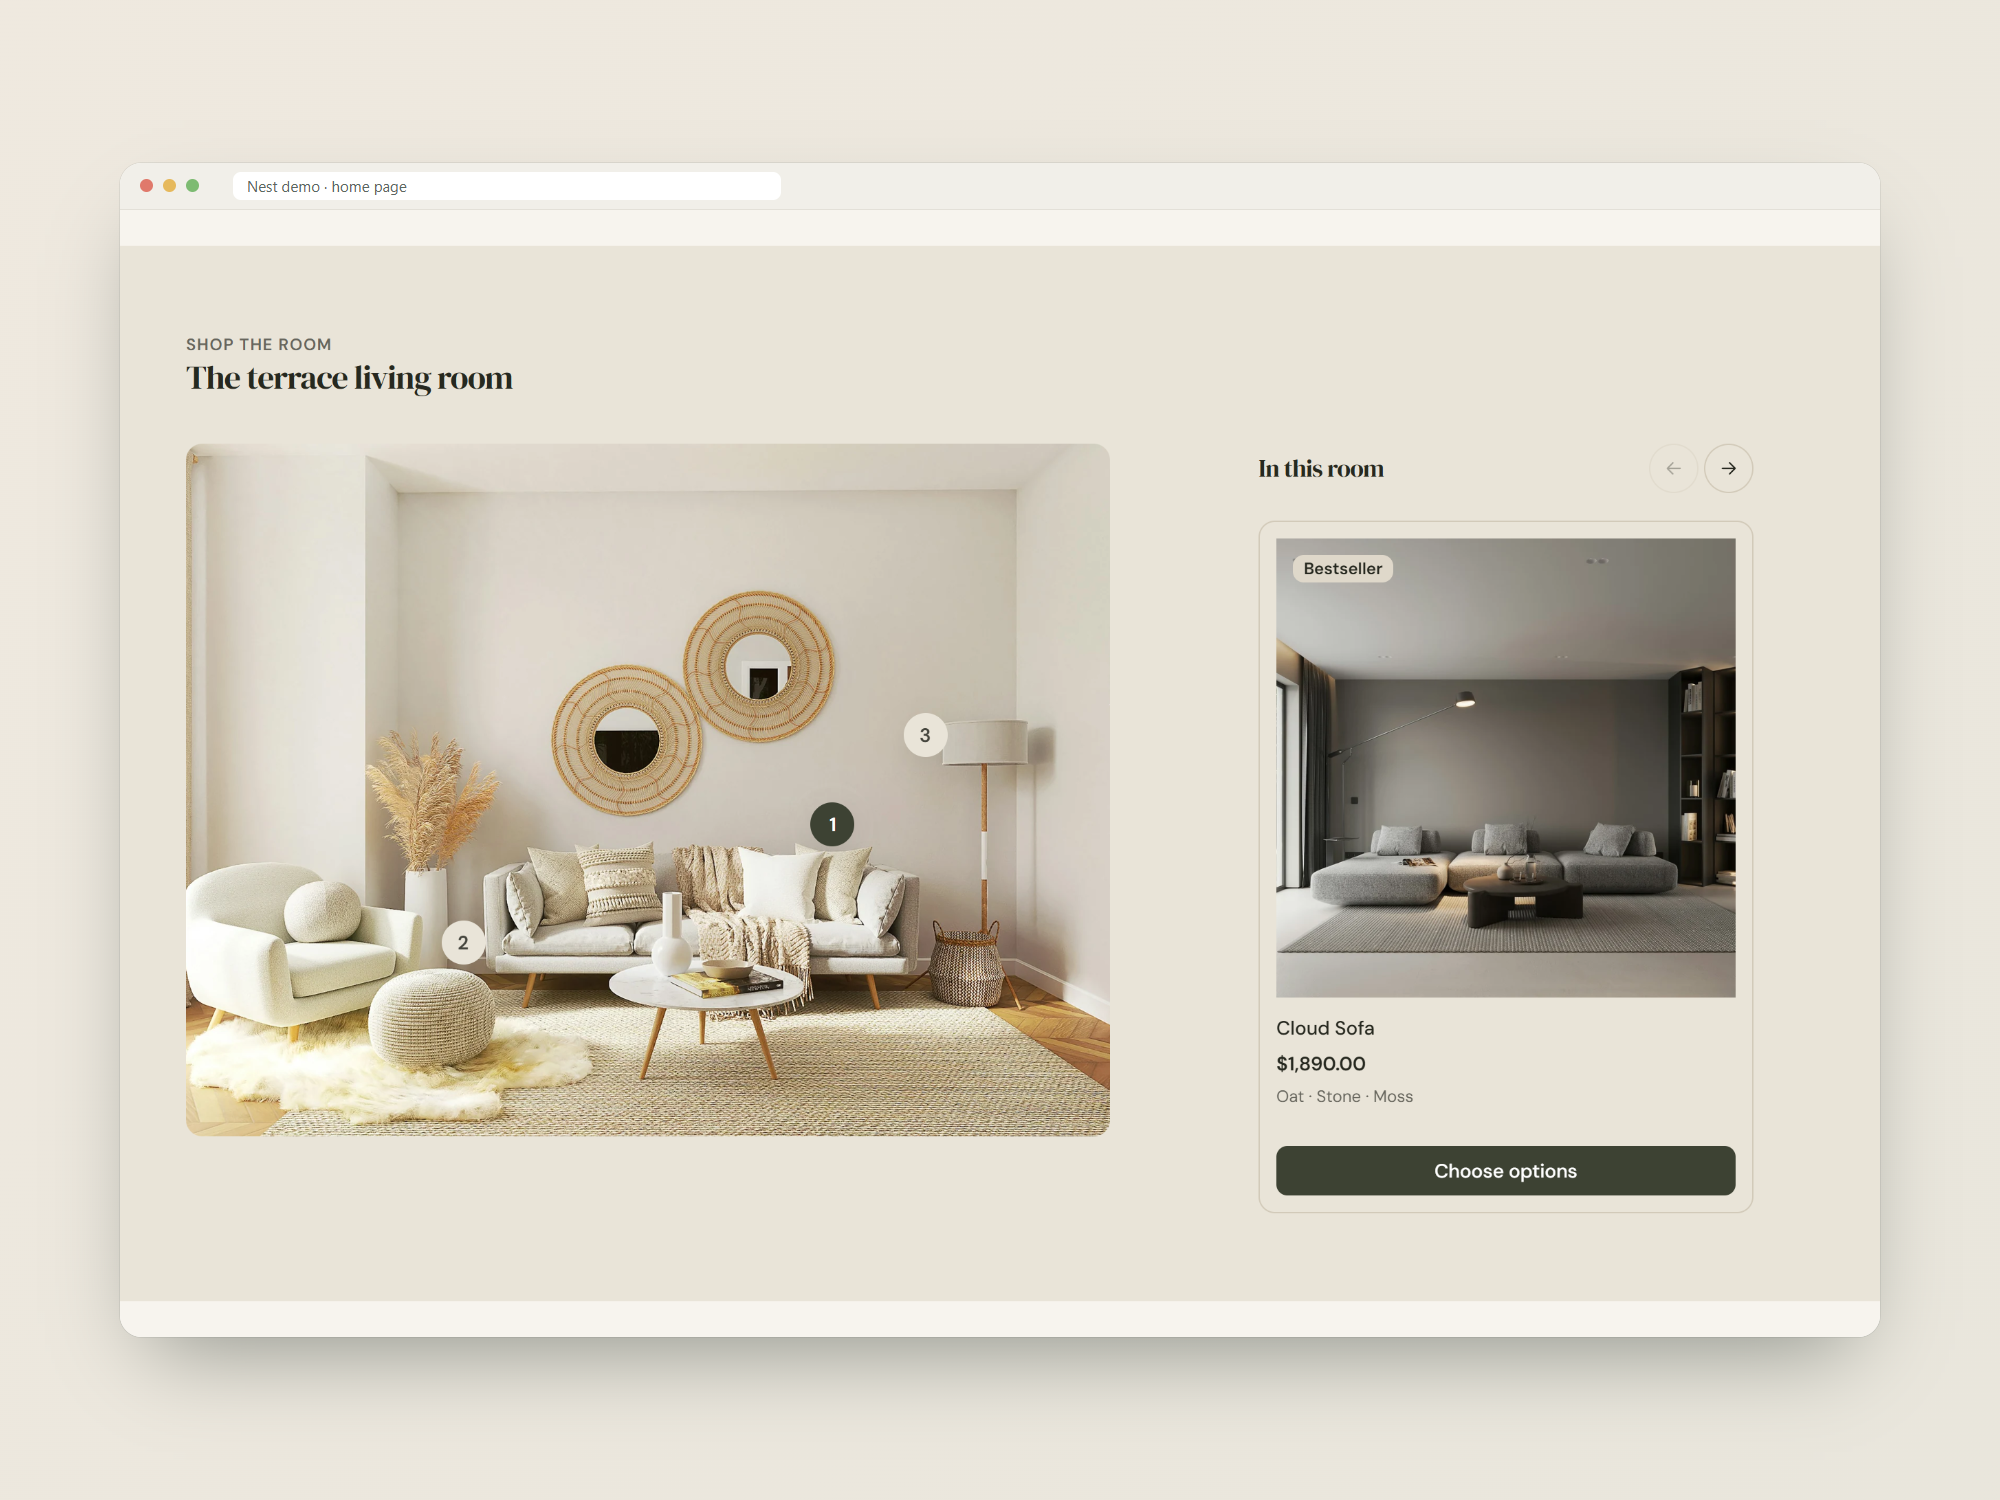 Nest demo · home page
SHOP THE ROOM
The terrace living room
1
2
3
In this room
Bestseller
Cloud Sofa
$1,890.00
Oat · Stone · Moss
Choose options